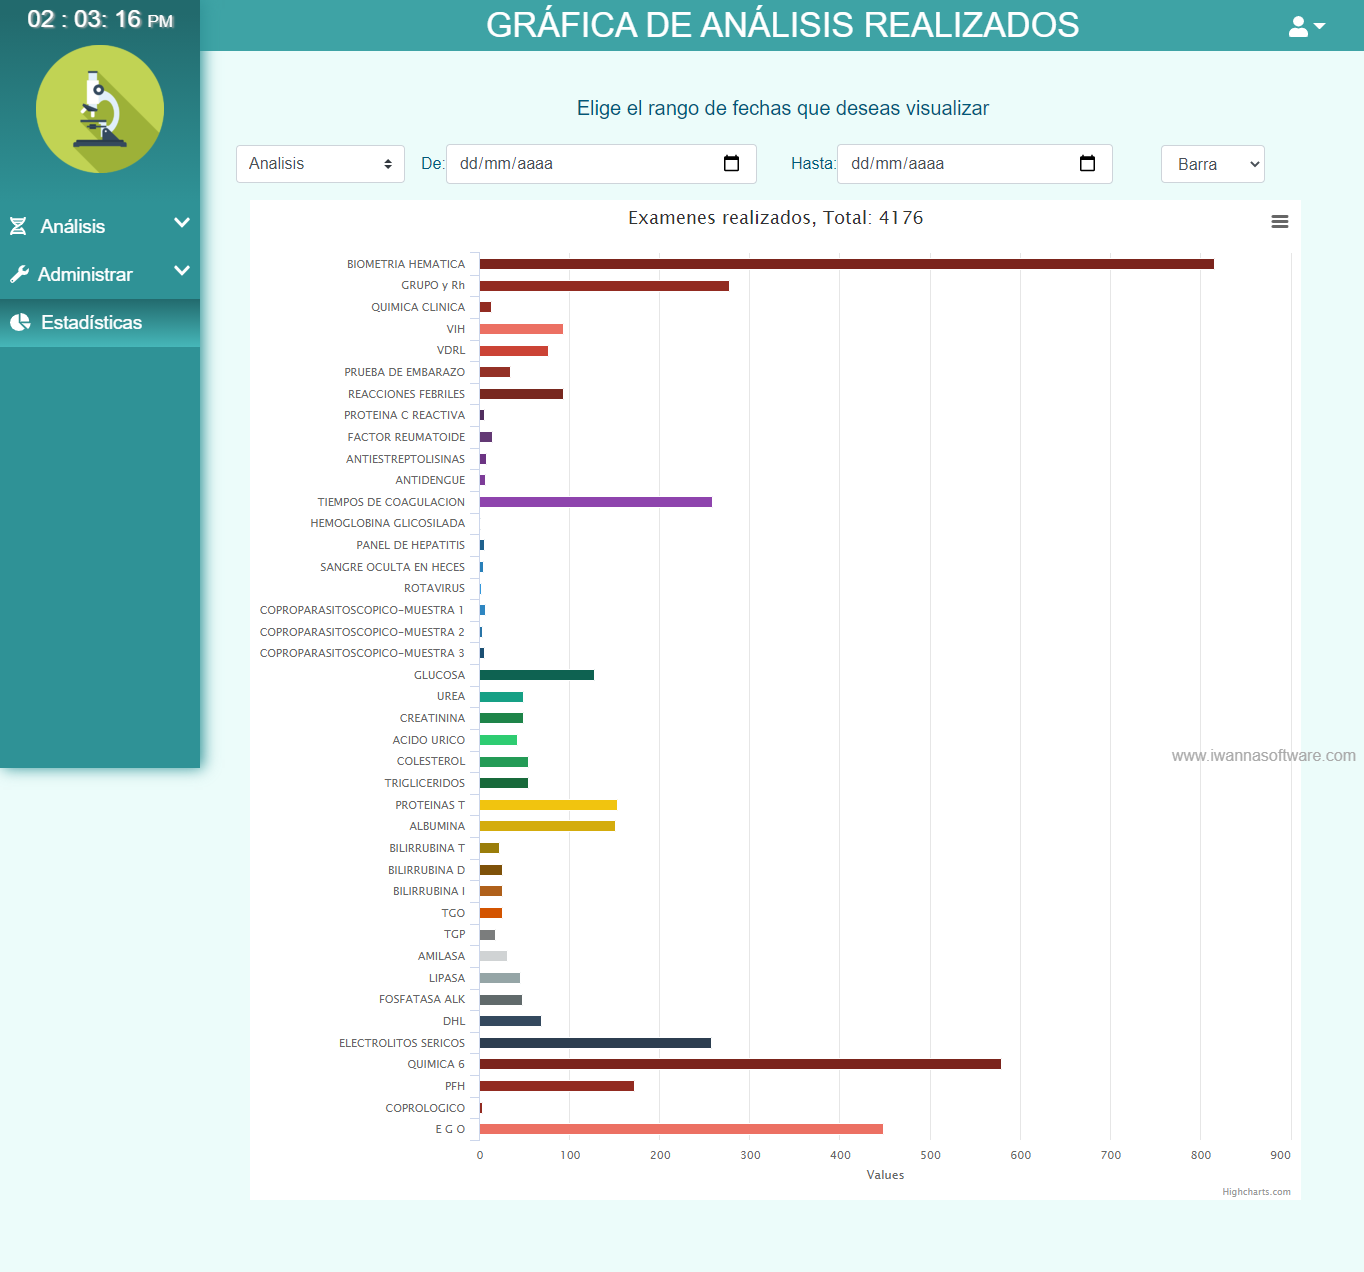 02 : 03: 16 PM
GRÁFICA DE ANÁLISIS REALIZADOS
Análisis
Administrar
Estadísticas
Elige el rango de fechas que deseas visualizar
Analisis De: dd/mm/aaaa Hasta: dd/mm/aaaa Barra
Examenes realizados, Total: 4176
BIOMETRIA HEMATICA
GRUPO y Rh
QUIMICA CLINICA
VIH
VDRL
PRUEBA DE EMBARAZO
REACCIONES FEBRILES
PROTEINA C REACTIVA
FACTOR REUMATOIDE
ANTIESTREPTOLISINAS
ANTIDENGUE
TIEMPOS DE COAGULACION
HEMOGLOBINA GLICOSILADA
PANEL DE HEPATITIS
SANGRE OCULTA EN HECES
ROTAVIRUS
COPROPARASITOSCOPICO-MUESTRA 1
COPROPARASITOSCOPICO-MUESTRA 2
COPROPARASITOSCOPICO-MUESTRA 3
GLUCOSA
UREA
CREATININA
ACIDO URICO
COLESTEROL
TRIGLICERIDOS
PROTEINAS T
ALBUMINA
BILIRRUBINA T
BILIRRUBINA D
BILIRRUBINA I
TGO
TGP
AMILASA
LIPASA
FOSFATASA ALK
DHL
ELECTROLITOS SERICOS
QUIMICA 6
PFH
COPROLOGICO
E G O
0 100 200 300 400 500 600 700 800 900
Values
Highcharts.com
www.iwannasoftware.com